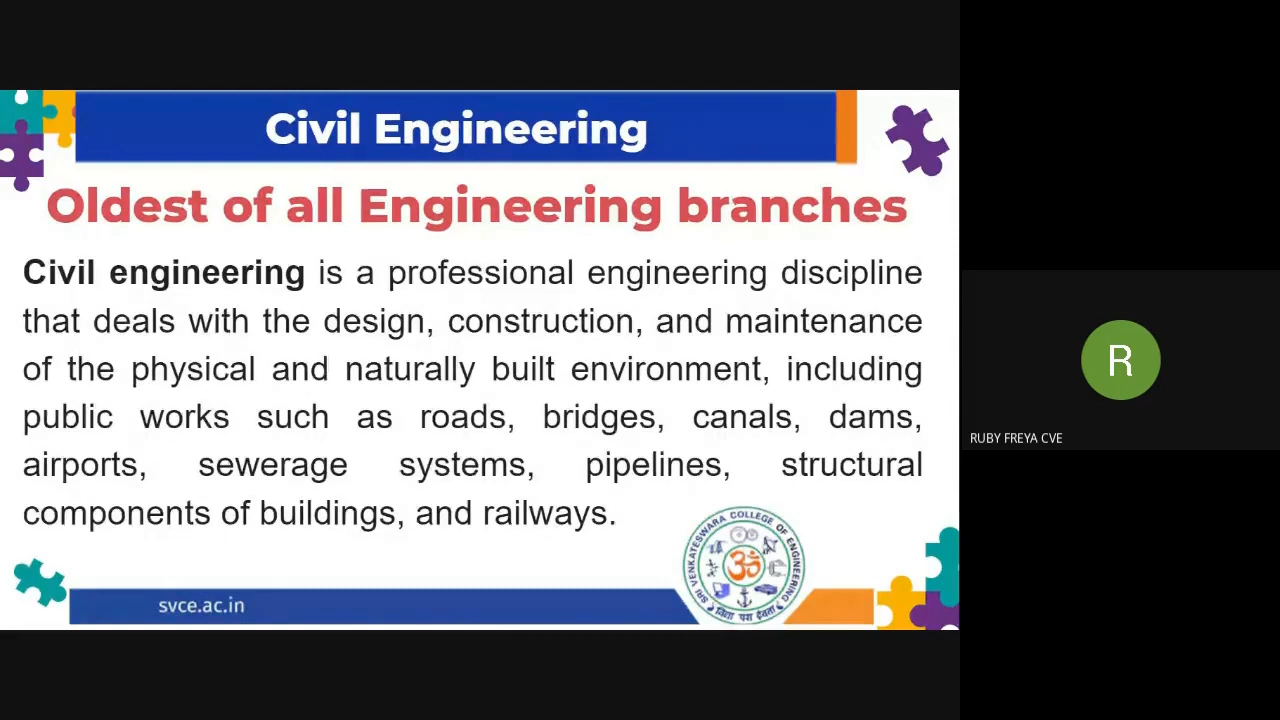 Civil Engineering
Oldest of all Engineering branches
Civil engineering is a professional engineering discipline
that deals with the design, construction, and maintenance
of the physical and naturally built environment, including
public works such as roads, bridges, canals, dams,
airports, sewerage systems, pipelines, structural
components of buildings, and railways.
SRI VENKATESWARA COLLEGE OF ENGINEERING
ॐ
विद्या परा देवता
svce.ac.in
R
RUBY FREYA CVE